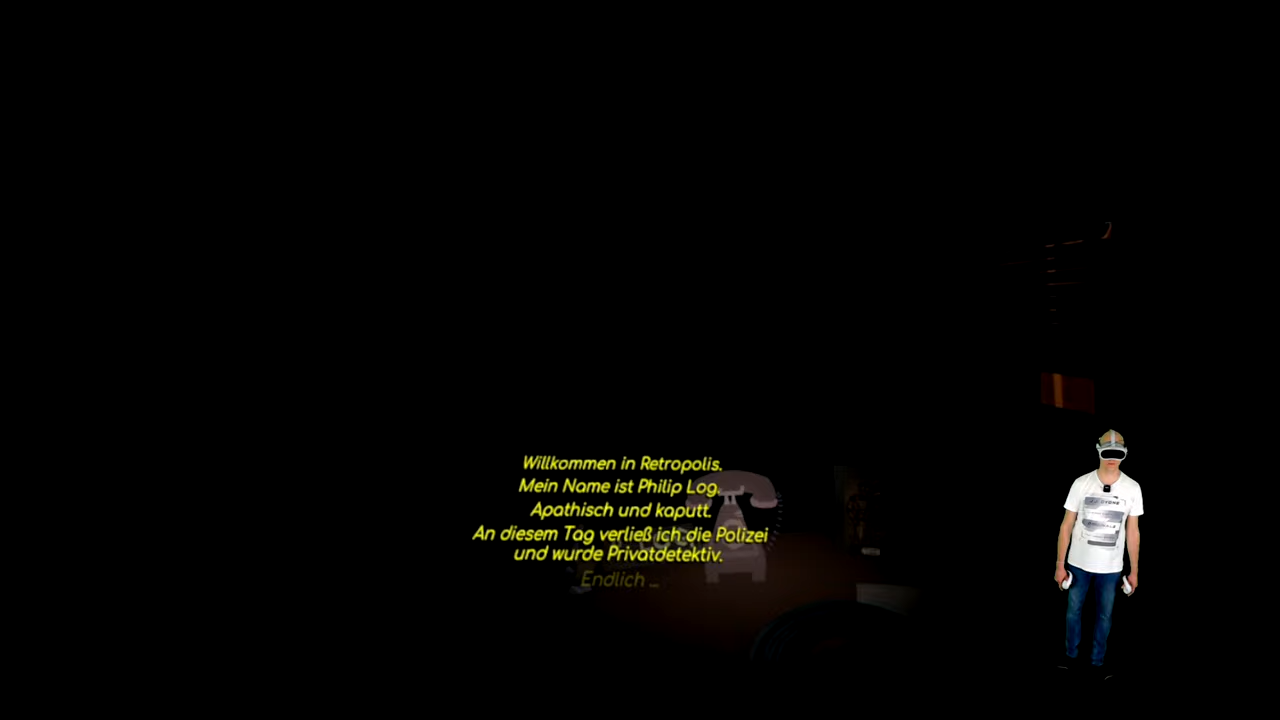 Willkommen in Retropolis.
Mein Name ist Philip Log.
Apathisch und kaputt.
An diesem Tag verließ ich die Polizei
und wurde Privatdetektiv.
Endlich ...